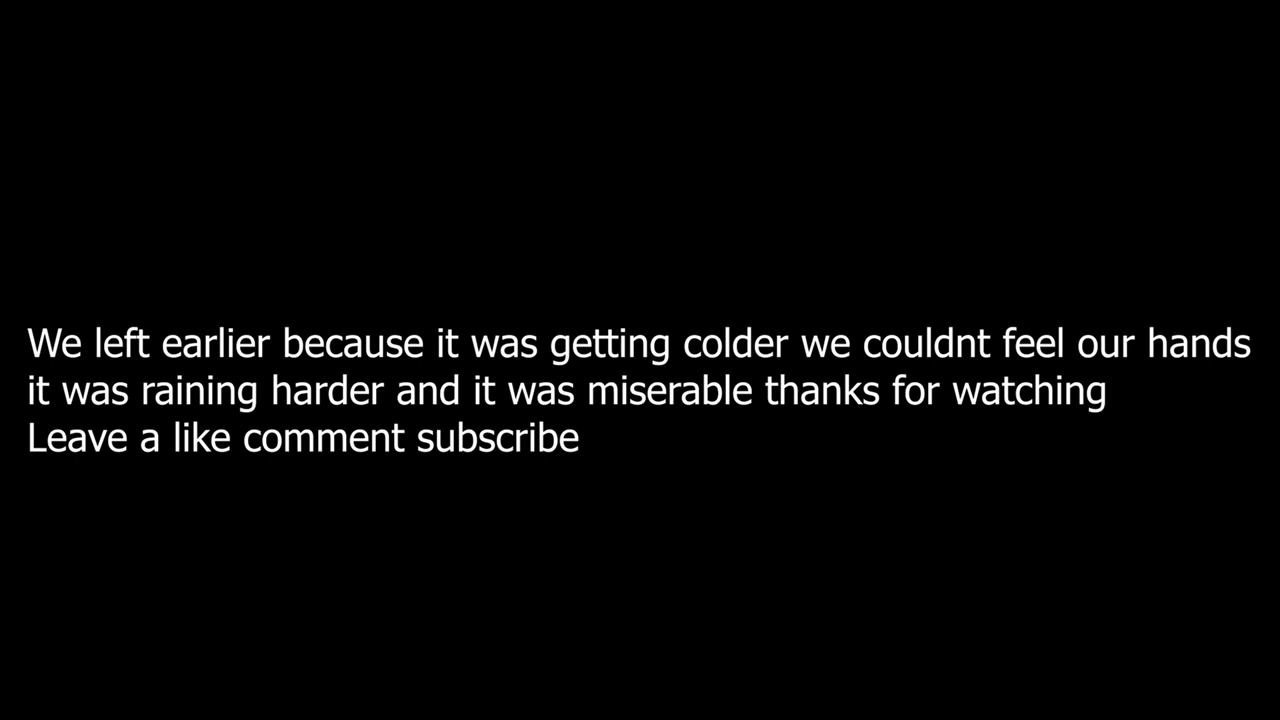 We left earlier because it was getting colder we couldnt feel our hands
it was raining harder and it was miserable thanks for watching
Leave a like comment subscribe